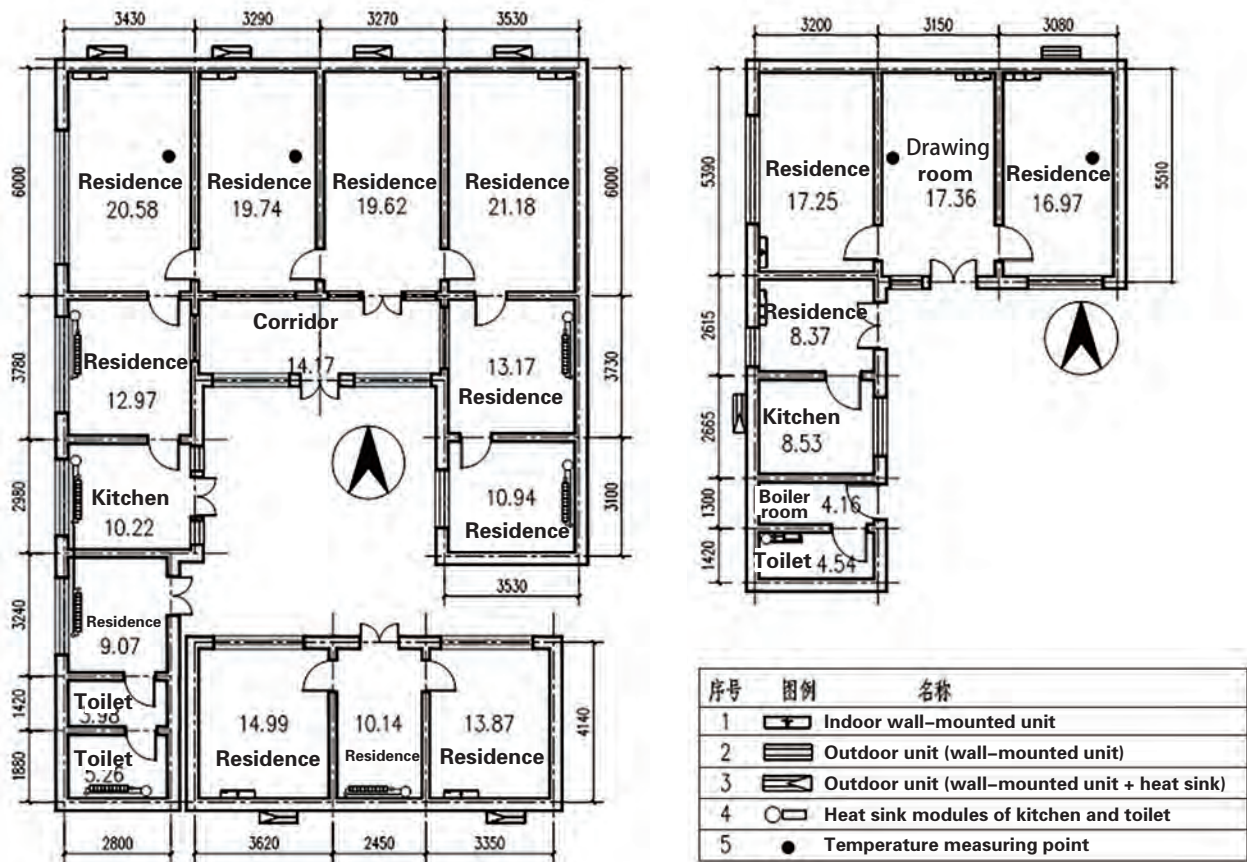 3430 3290 3270 3530
6000
Residence
20.58
Residence
19.74
Residence
19.62
Residence
21.18
6000
3780
Residence
12.97
Corridor
14.17
13.17
Residence
3730
2980
Kitchen
10.22
10.94
Residence
3100
3530
3240
Residence
9.07
1420
Toilet
3.98
1880
Toilet
5.26
14.99
Residence
10.14
Residence
13.87
Residence
4140
2800 3620 2450 3350
3200 3150 3080
5390
Residence
17.25
Drawing
room
17.36
Residence
16.97
5510
2615
Residence
8.37
2665
Kitchen
8.53
1300
Boiler
room
4.16
1420
Toilet 4.54
序号 图例 名称
1 Indoor wall-mounted unit
2 Outdoor unit (wall-mounted unit)
3 Outdoor unit (wall-mounted unit + heat sink)
4 Heat sink modules of kitchen and toilet
5 Temperature measuring point